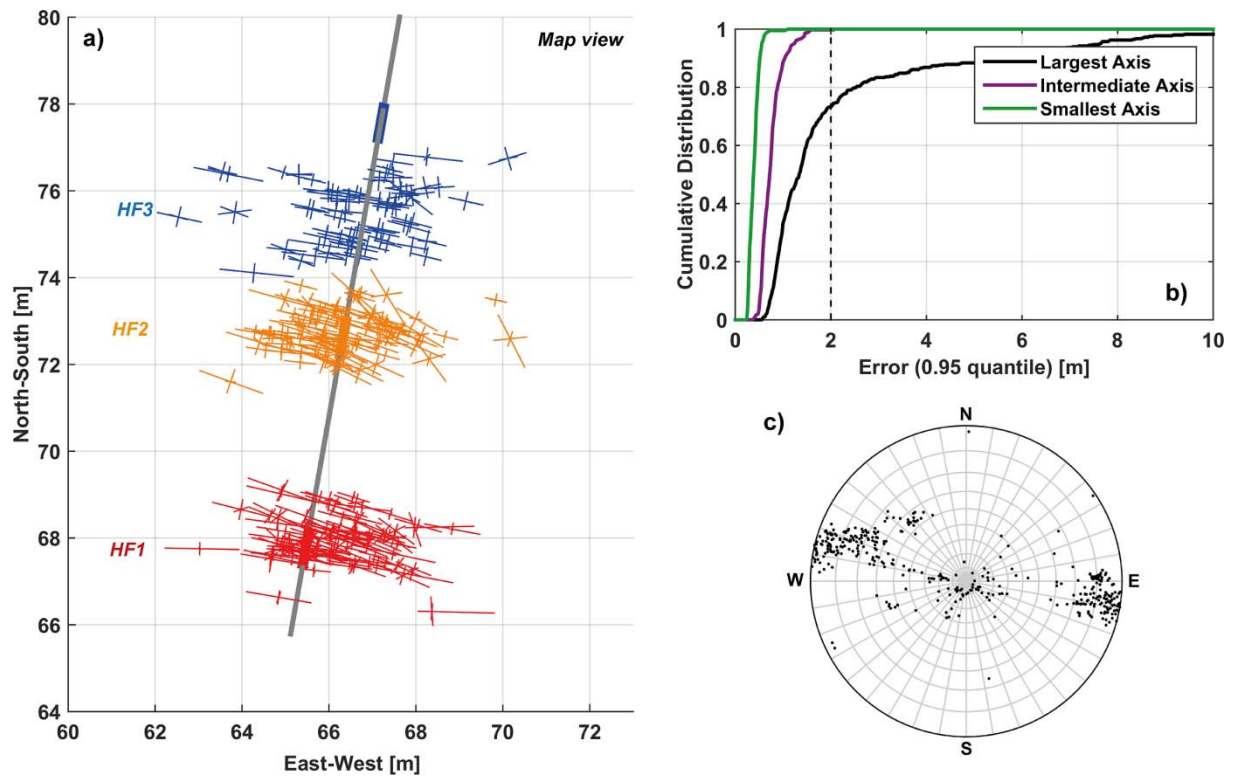 a)
Map view
80
78
76
74
72
70
68
66
64
North-South [m]
HF3
HF2
HF1
60
62
64
66
68
70
72
East-West [m]
b)
1
0.8
0.6
0.4
0.2
0
Cumulative Distribution
Largest Axis
Intermediate Axis
Smallest Axis
0
2
4
6
8
10
Error (0.95 quantile) [m]
c)
N
W
E
S